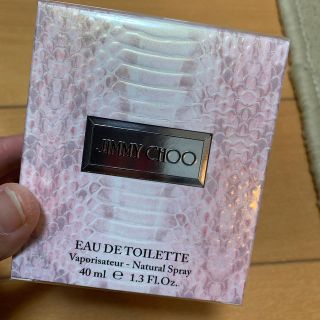 JIMMY CHOO
EAU DE TOILETTE
Vaporisateur - Natural Spray
40 ml ℮ 1.3 Fl.Oz.